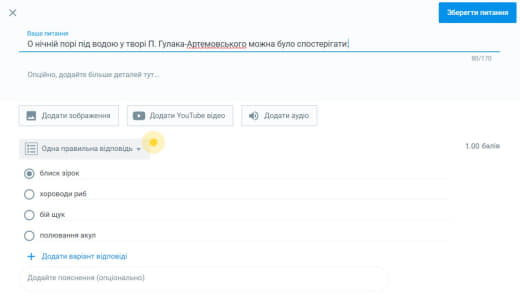 Зберегти питання
Ваше питання
О нічній порі під водою у творі П. Гулака-Артемовського можна було спостерігати:
80/170
Опційно, додайте більше деталей тут...
Додати зображення
Додати YouTube відео
Додати аудіо
Одна правильна відповідь
1.00 балів
блиск зірок
хороводи риб
бій щук
полювання акул
Додати варіант відповіді
Додайте пояснення (опціонально)